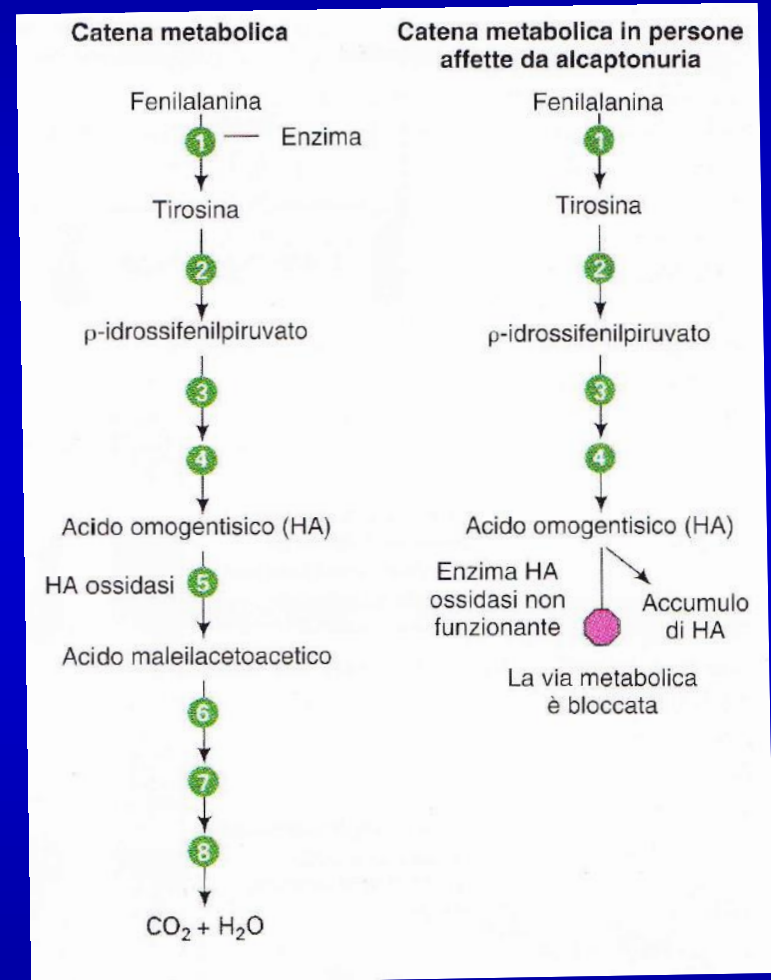 Catena metabolica
Fenilalanina
1
Enzima
Tirosina
2
ρ-idrossifenilpiruvato
3
4
Acido omogentisico (HA)
HA ossidasi
5
Acido maleilacetoacetico
6
7
8
CO₂ + H₂O
Catena metabolica in persone
affette da alcaptonuria
Fenilalanina
1
Tirosina
2
ρ-idrossifenilpiruvato
3
4
Acido omogentisico (HA)
Enzima HA
ossidasi non
funzionante
Accumulo
di HA
La via metabolica
è bloccata